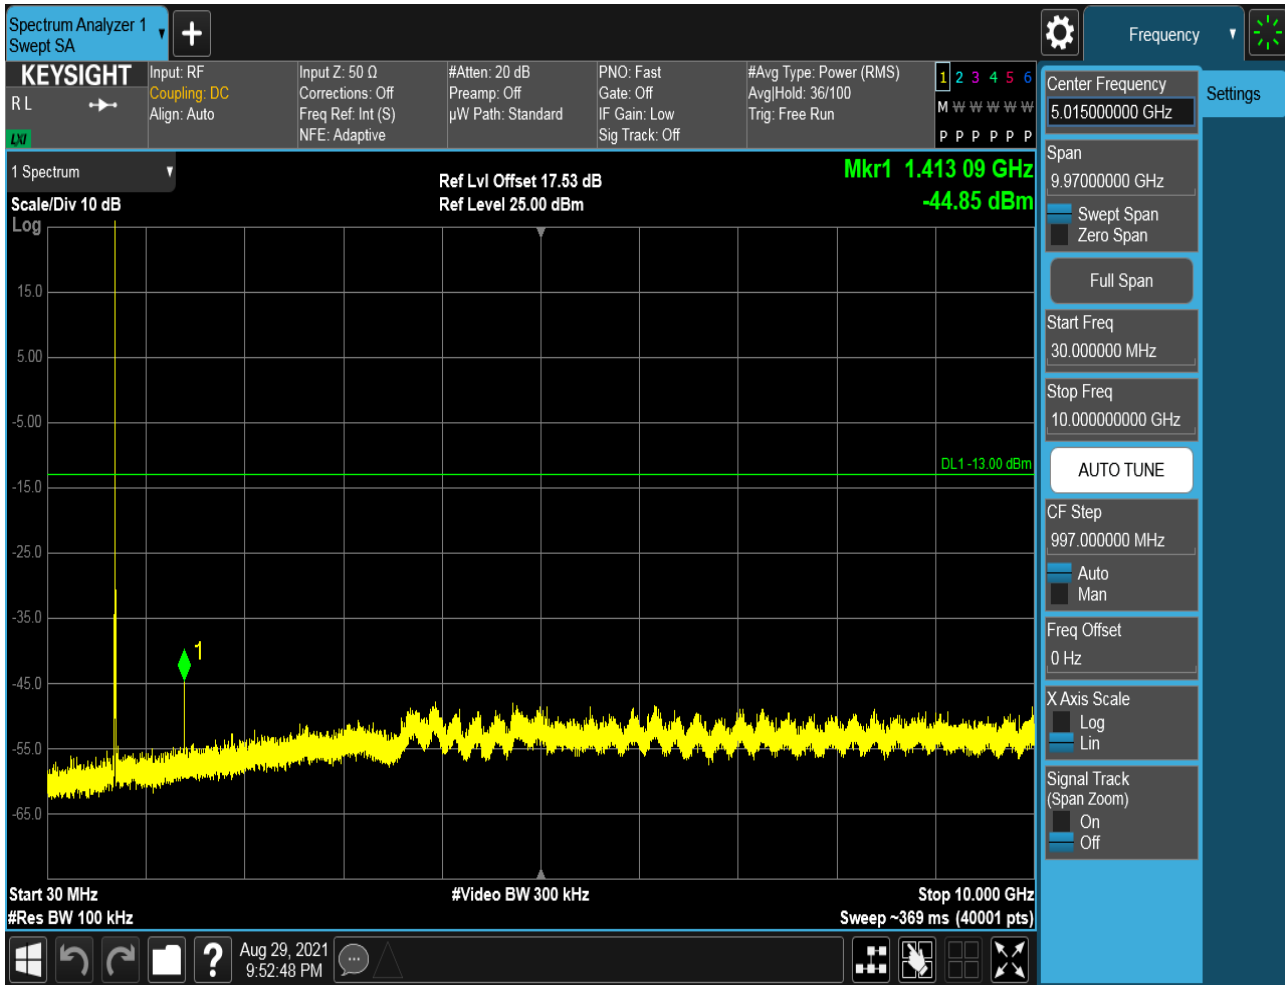 Spectrum Analyzer 1
Swept SA
+
Frequency
KEYSIGHT
R L
LXI
Input: RF
Coupling: DC
Align: Auto
Input Z: 50 Ω
Corrections: Off
Freq Ref: Int (S)
NFE: Adaptive
#Atten: 20 dB
Preamp: Off
µW Path: Standard
PNO: Fast
Gate: Off
IF Gain: Low
Sig Track: Off
#Avg Type: Power (RMS)
Avg|Hold: 36/100
Trig: Free Run
1 2 3 4 5 6
M W W W W W
P P P P P P
1 Spectrum
Scale/Div 10 dB
Log
Ref Lvl Offset 17.53 dB
Ref Level 25.00 dBm
Mkr1 1.413 09 GHz
-44.85 dBm
15.0
5.00
-5.00
DL1 -13.00 dBm
-15.0
-25.0
-35.0
1
-45.0
-55.0
-65.0
Start 30 MHz
#Video BW 300 kHz
Stop 10.000 GHz
#Res BW 100 kHz
Sweep ~369 ms (40001 pts)
?
Aug 29, 2021
9:52:48 PM
Center Frequency
5.015000000 GHz
Settings
Span
9.97000000 GHz
Swept Span
Zero Span
Full Span
Start Freq
30.000000 MHz
Stop Freq
10.000000000 GHz
AUTO TUNE
CF Step
997.000000 MHz
Auto
Man
Freq Offset
0 Hz
X Axis Scale
Log
Lin
Signal Track
(Span Zoom)
On
Off